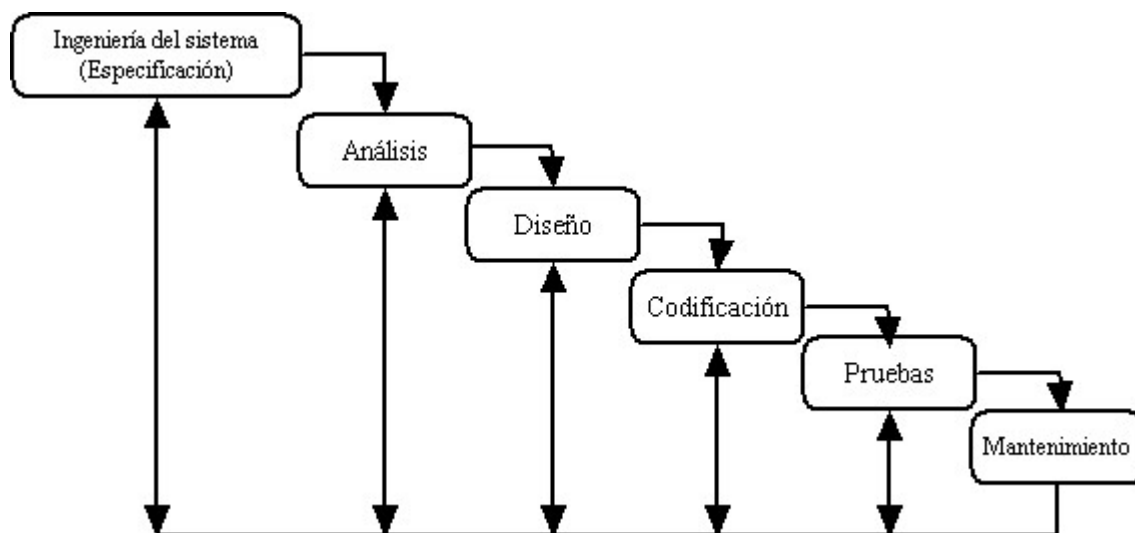 Ingeniería del sistema
(Especificación)
Análisis
Diseño
Codificación
Pruebas
Mantenimiento